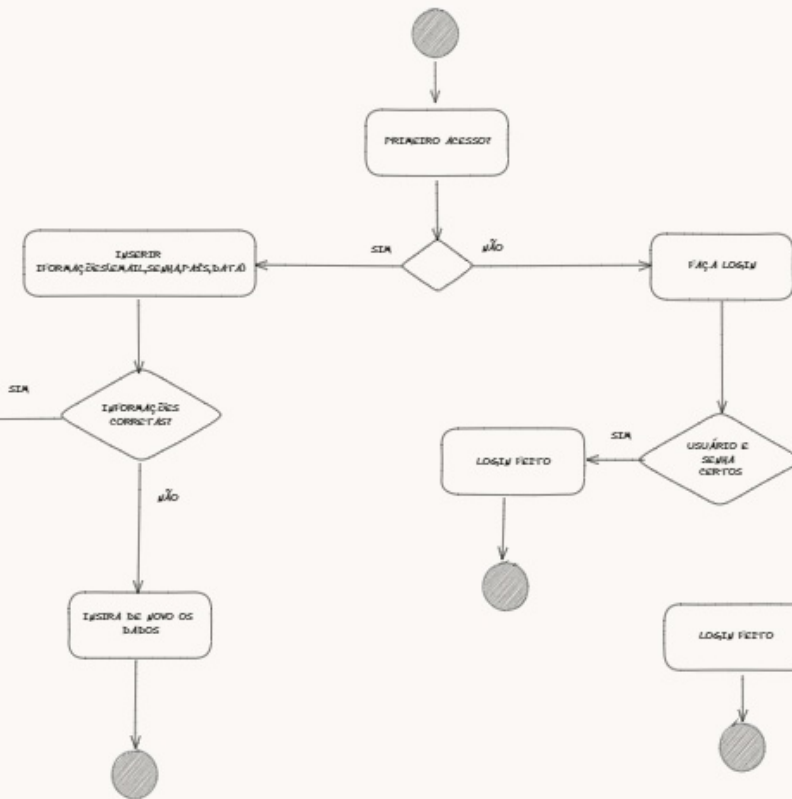 PRIMEIRO ACESSO?
SIM
NÃO
INSERIR
IFORMAÇÕES(EMAIL,SENHA,PAÍS,DATA)
FAÇA LOGIN
SIM
INFORMAÇÕES
CORRETAS?
SIM
USUÁRIO E
SENHA
CERTOS
LOGIN FEITO
NÃO
INSIRA DE NOVO OS
DADOS
LOGIN FEITO